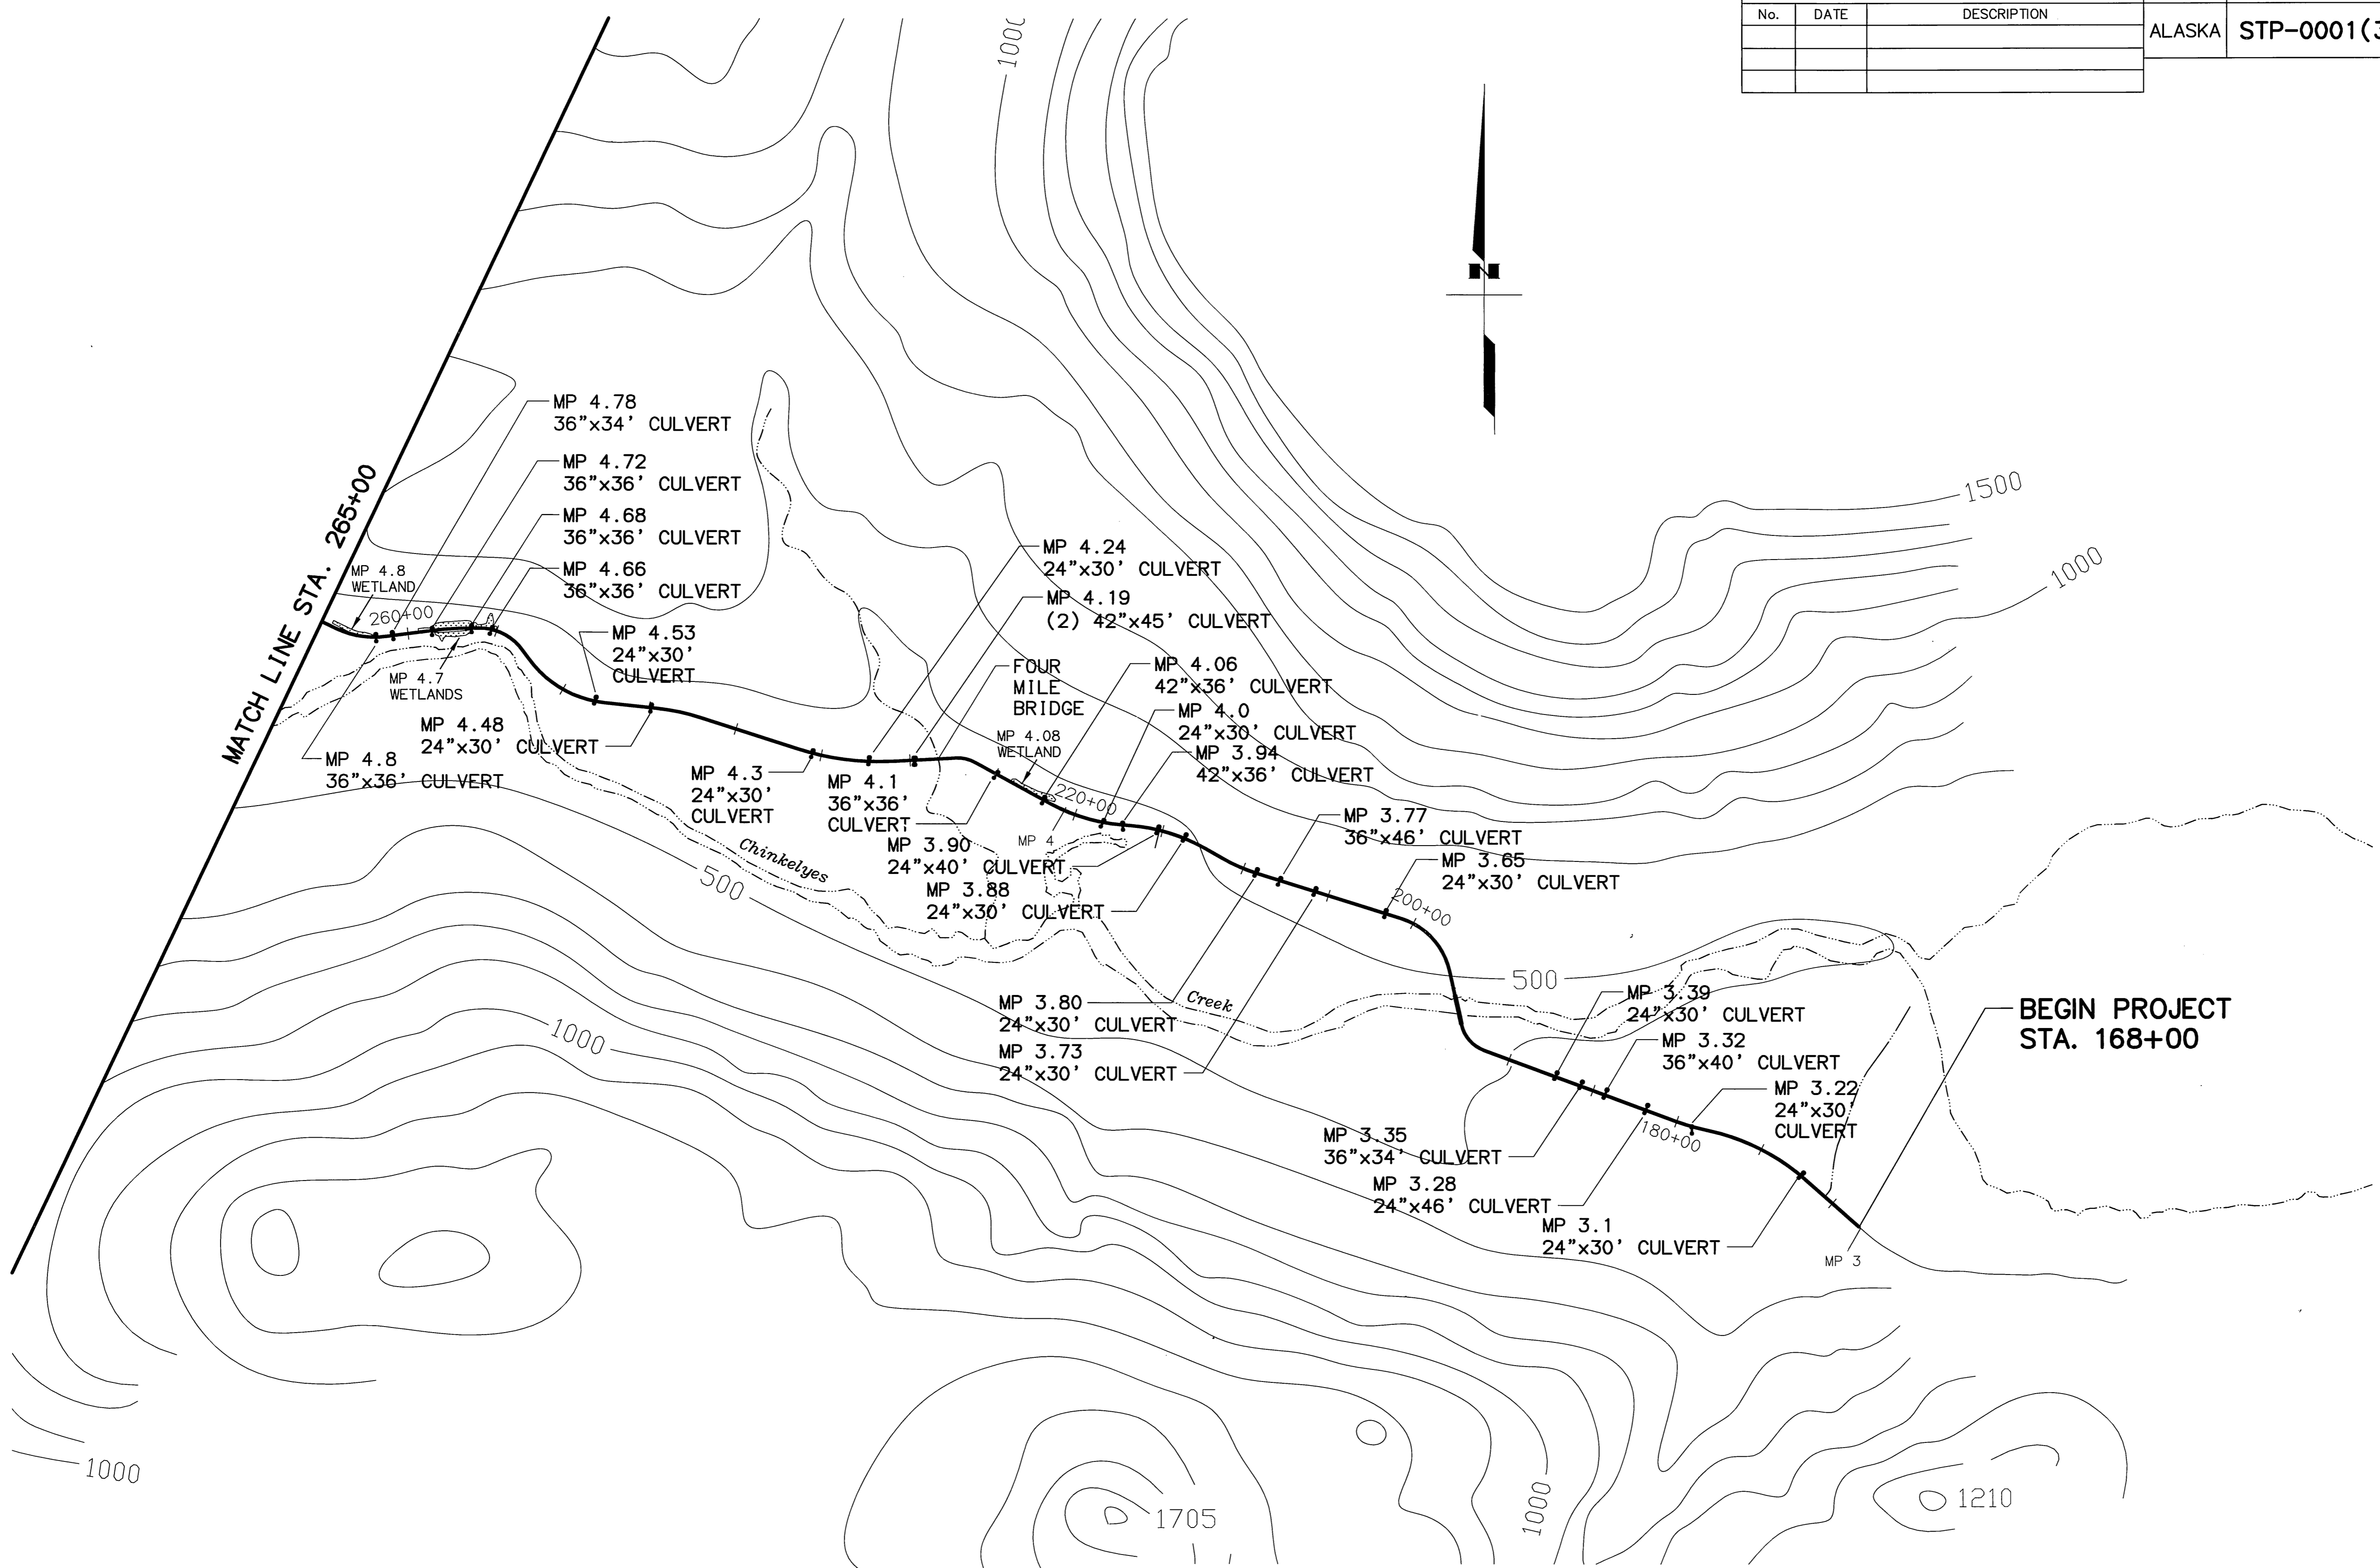 No. DATE DESCRIPTION
ALASKA STP-0001(3
1000
N
1500
1000
MATCH LINE STA. 265+00
MP 4.78
36"x34' CULVERT
MP 4.72
36"x36' CULVERT
MP 4.68
36"x36' CULVERT
MP 4.66
36"x36' CULVERT
MP 4.8
WETLAND
260+00
MP 4.7
WETLANDS
MP 4.53
24"x30'
CULVERT
MP 4.48
24"x30' CULVERT
MP 4.8
36"x36' CULVERT
MP 4.24
24"x30' CULVERT
MP 4.19
(2) 42"x45' CULVERT
FOUR
MILE
BRIDGE
MP 4.06
42"x36' CULVERT
MP 4.08
WETLAND
MP 4.0
24"x30' CULVERT
MP 3.94
42"x36' CULVERT
MP 4.3
24"x30'
CULVERT
MP 4.1
36"x36'
CULVERT
220+00
MP 4
MP 3.90
24"x40' CULVERT
MP 3.88
24"x30' CULVERT
MP 3.77
36"x46' CULVERT
MP 3.65
24"x30' CULVERT
200+00
Chinkelyes
500
Creek
500
MP 3.80
24"x30' CULVERT
MP 3.73
24"x30' CULVERT
MP 3.39
24"x30' CULVERT
MP 3.32
36"x40' CULVERT
MP 3.22
24"x30'
CULVERT
BEGIN PROJECT
STA. 168+00
180+00
MP 3.35
36"x34' CULVERT
MP 3.28
24"x46' CULVERT
MP 3.1
24"x30' CULVERT
MP 3
1000
1000
1705
1000
1210